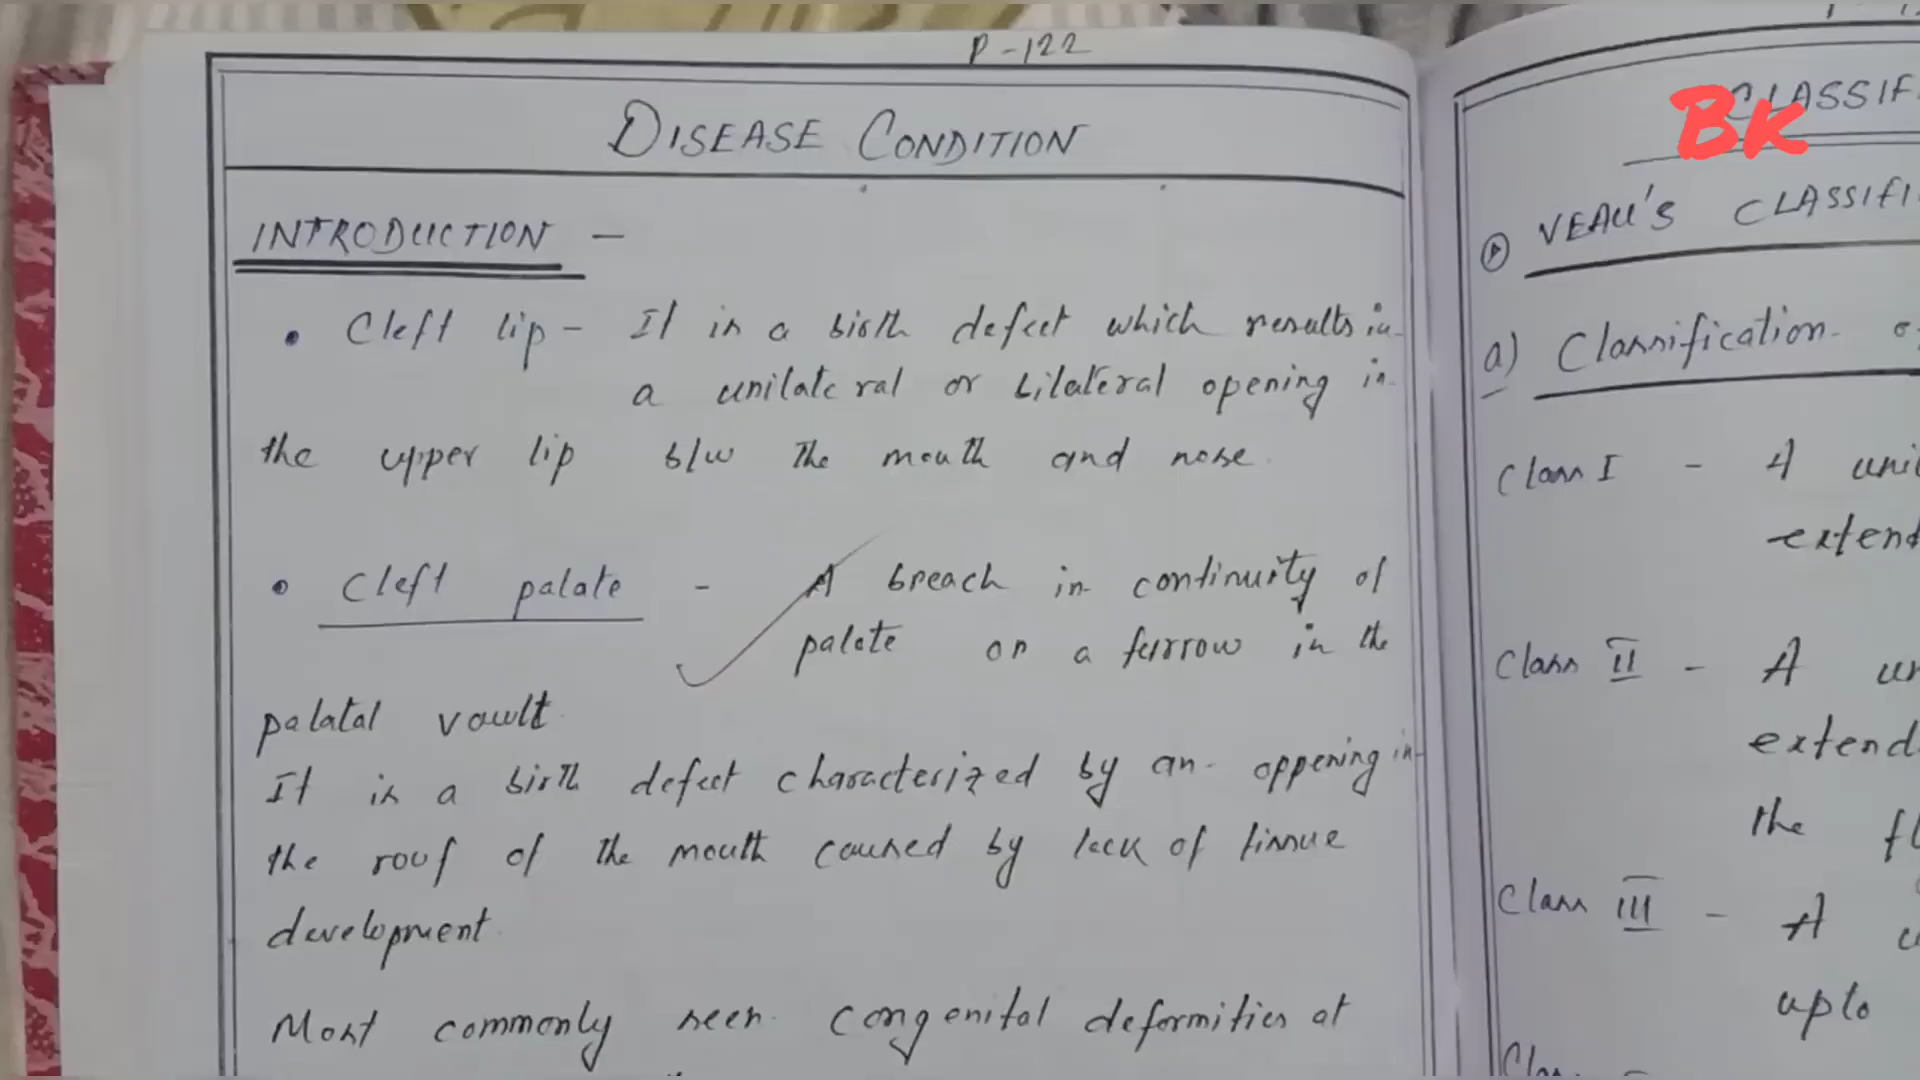 P-122
DISEASE CONDITION
INTRODUCTION —
• Cleft lip - It is a birth defect which results in
a unilateral or bilateral opening in
the upper lip b/w the mouth and nose
• Cleft palate - A breach in continuity of
palate or a furrow in the
palatal vault
It is a birth defect characterized by an oppening in
the roof of the mouth caused by lack of tissue
development
Most commonly seen congenital deformities at
CLASSIF
BK
VEAU'S CLASSIFI
a) Classification
Class I - A uni
extend
Class II - A un
extend
the fl
Class III - A
upto